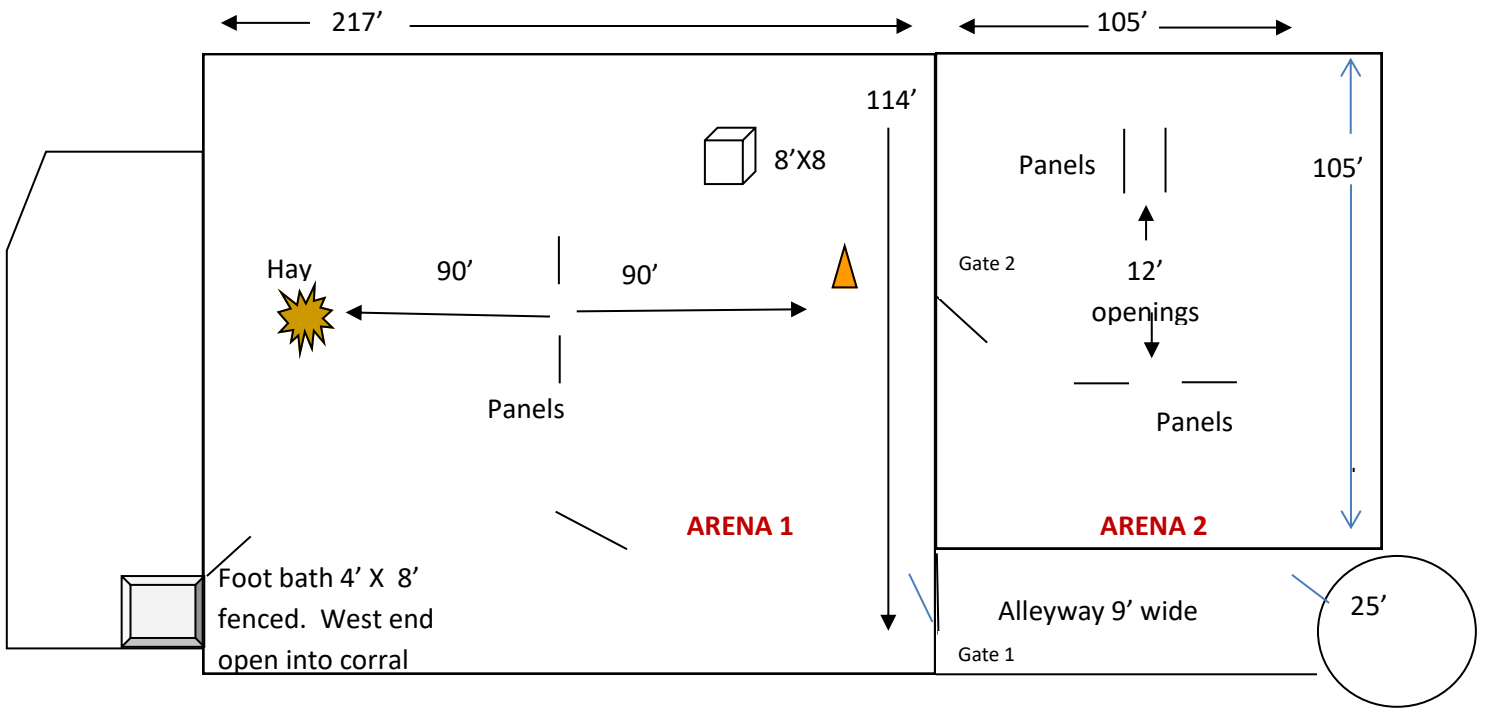 217’
105’
114’
8’X8
Panels
105’
Hay
90’
90’
Gate 2
12’
openings
Panels
Panels
ARENA 1
ARENA 2
Foot bath 4’ X 8’
fenced. West end
open into corral
Alleyway 9’ wide
25’
Gate 1